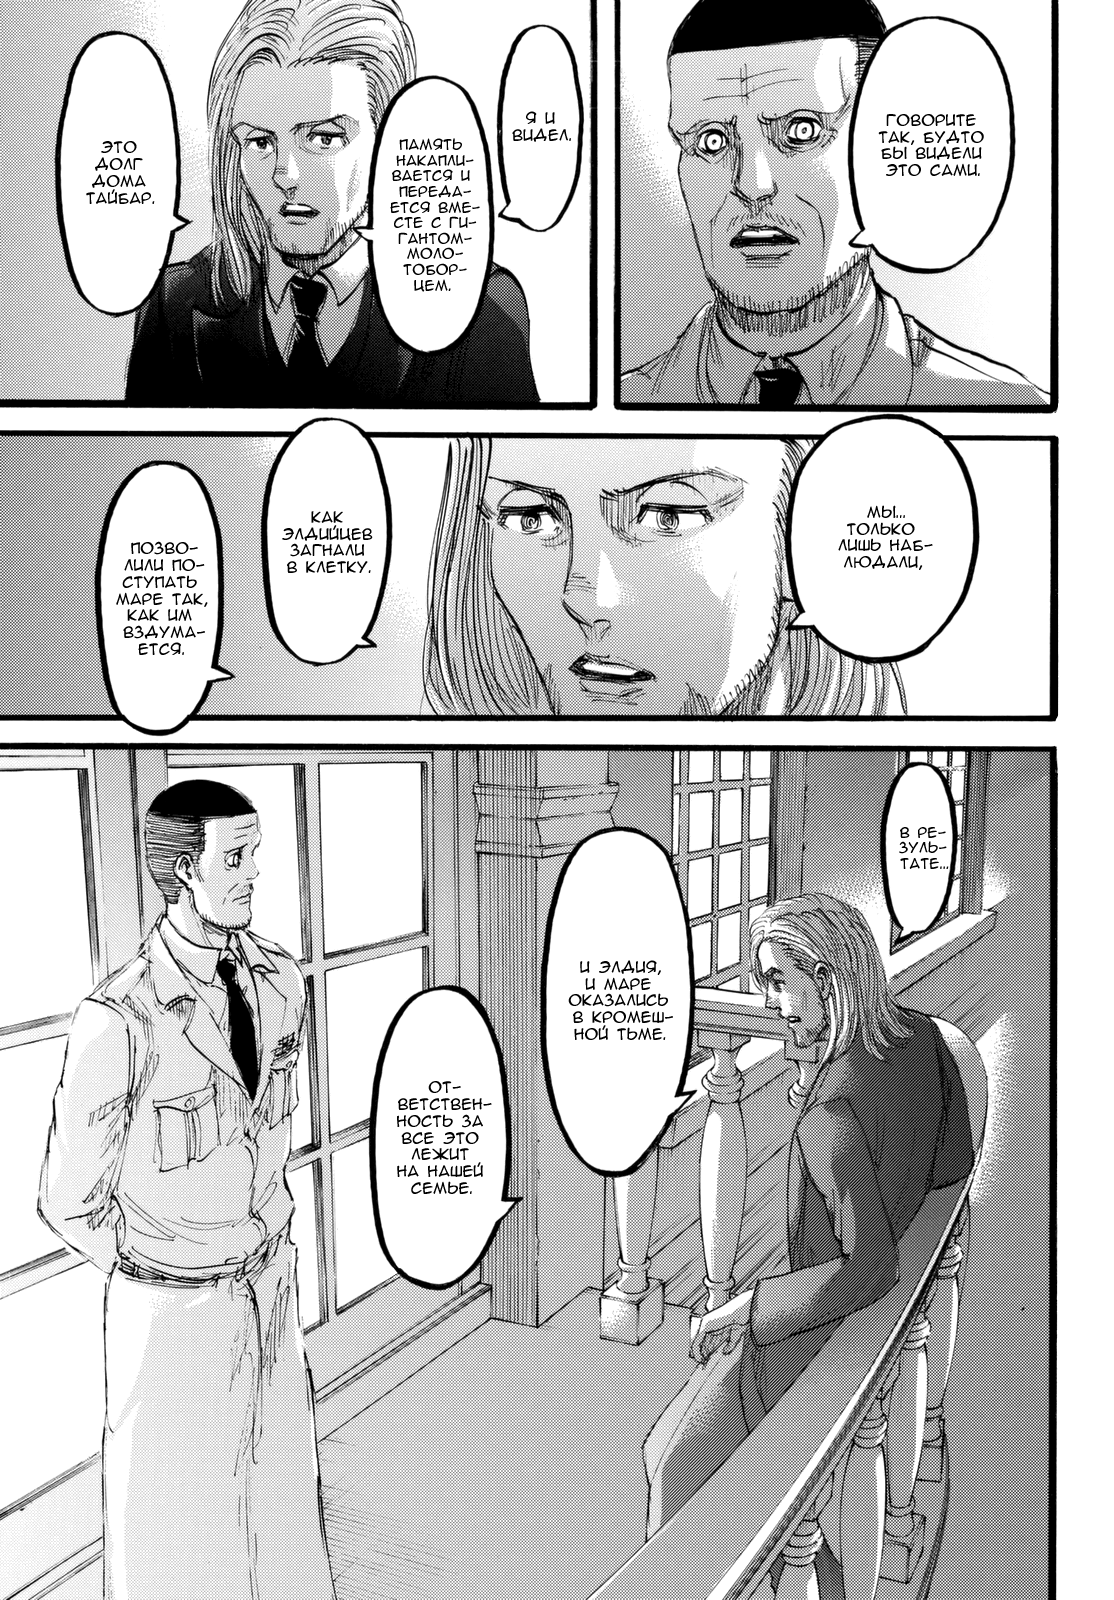 ГОВОРИТЕ
ТАК, БУДТО
БЫ ВИДЕЛИ
ЭТО САМИ.
Я И
ВИДЕЛ.
ПАМЯТЬ
НАКАПЛИ-
ВАЕТСЯ И
ПЕРЕДА-
ЕТСЯ ВМЕ-
СТЕ С ГИ-
ГАНТОМ-
МОЛО-
ТОБОР-
ЦЕМ.
ЭТО
ДОЛГ
ДОМА
ТАЙБАР.
МЫ...
ТОЛЬКО
ЛИШЬ НАБ-
ЛЮДАЛИ,
КАК
ЭЛДИЙЦЕВ
ЗАГНАЛИ
В КЛЕТКУ.
ПОЗВО-
ЛИЛИ ПО-
СТУПАТЬ
МАРЕ ТАК,
КАК ИМ
ВЗДУМА-
ЕТСЯ.
В РЕ-
ЗУЛЬ-
ТАТЕ...
И ЭЛДИЯ,
И МАРЕ
ОКАЗАЛИСЬ
В КРОМЕШ-
НОЙ ТЬМЕ.
ОТ-
ВЕТСТВЕН-
НОСТЬ ЗА
ВСЕ ЭТО
ЛЕЖИТ
НА НАШЕЙ
СЕМЬЕ.